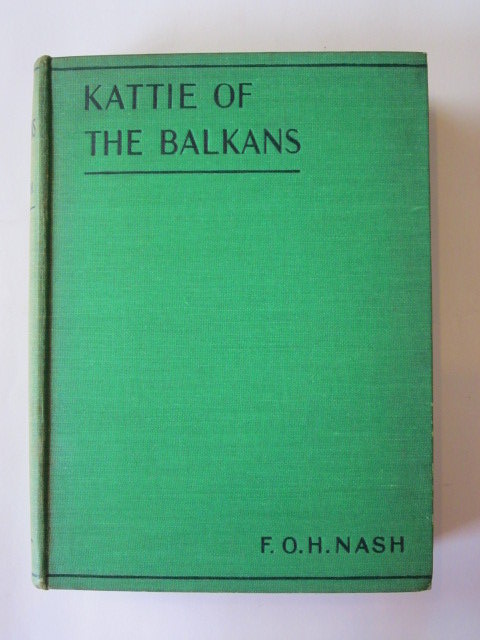 KATTIE OF
THE BALKANS
F.O.H. NASH